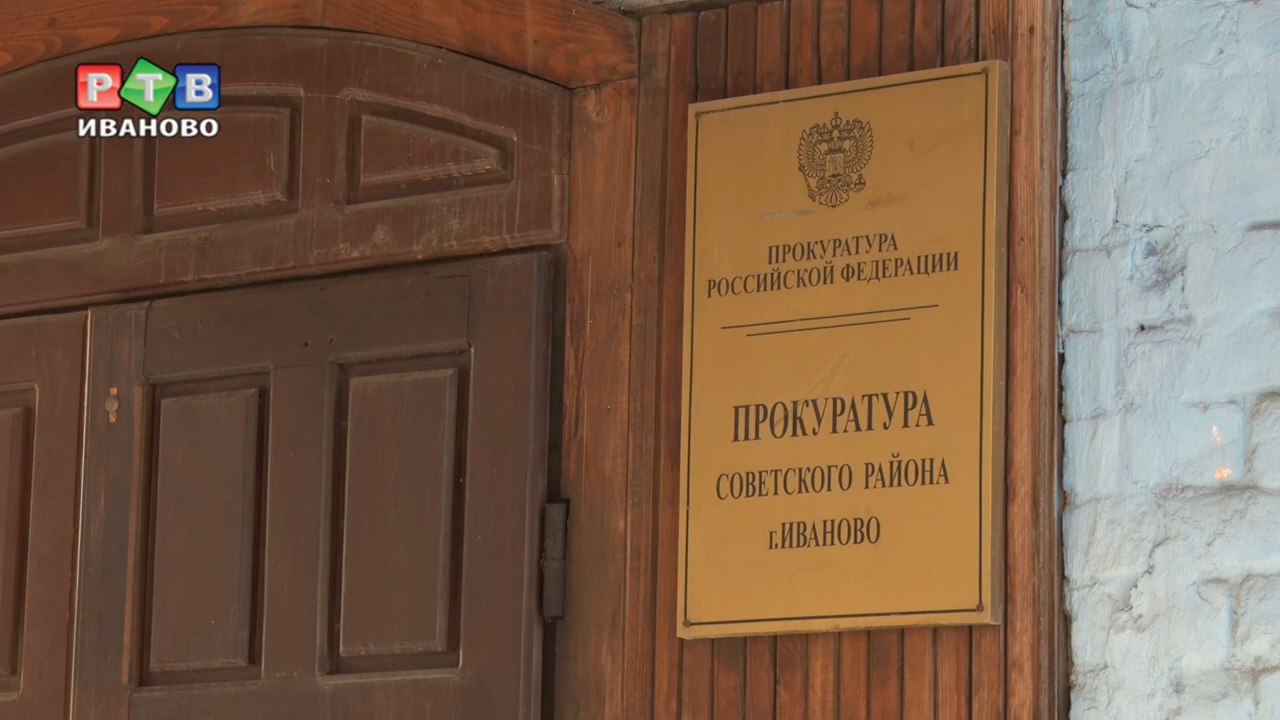 РТВ
ИВАНОВО
ПРОКУРАТУРА
РОССИЙСКОЙ ФЕДЕРАЦИИ
ПРОКУРАТУРА
СОВЕТСКОГО РАЙОНА
г.ИВАНОВО